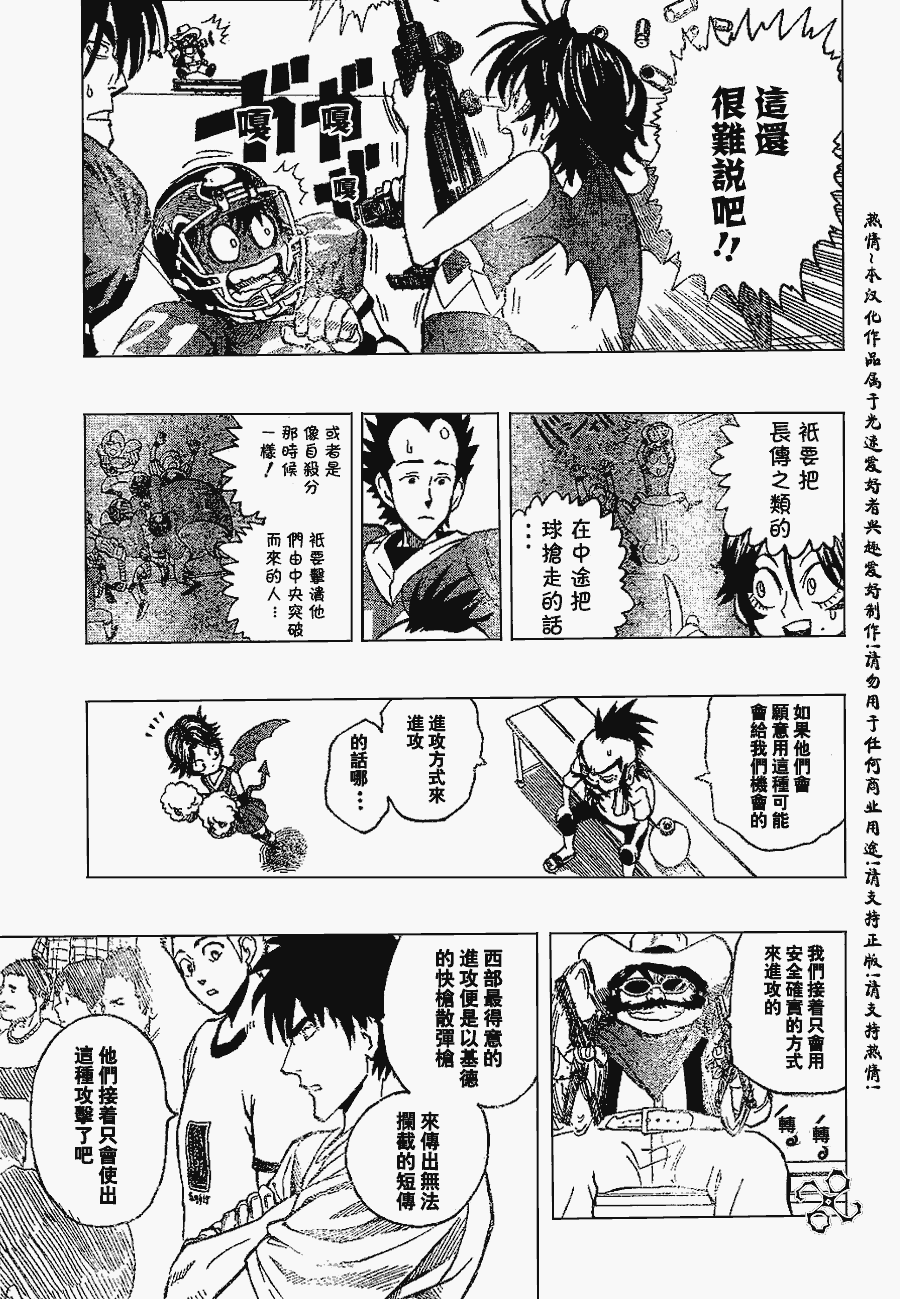 這還
很難説吧!!
嘎
嘎
嘎
祇要把
長傳之類的
在中途把
球搶走的話
⋯
或者是
像自殺分
那時候
一樣!
祇要擊潰他
們由中央突破
而來的人⋯
如果他們會
願意用這種可能
會給我們機會的
進攻方式來
進攻
的話哪⋯
我們接着只會用
安全確實的方式
來進攻的
轉
轉
西部最得意的
進攻便是以基德
的快槍散彈槍
來傳出無法
攔截的短傳
他們接着只會使出
這種攻擊了吧
热情~本汉化作品属于光速爱好者兴趣爱好制作!请勿用于任何商业用途!请支持正版!请支持热情!